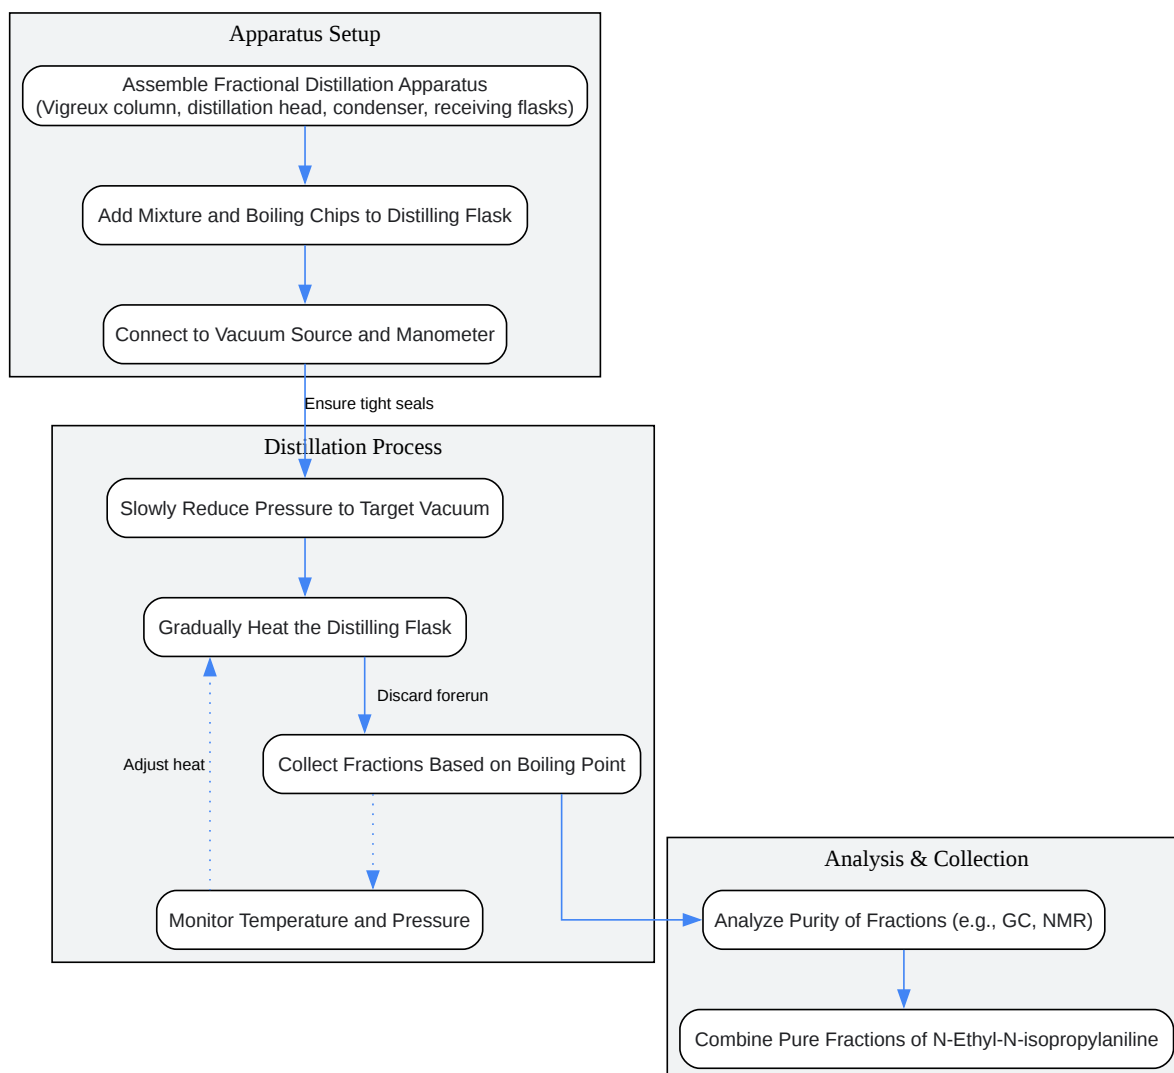 Apparatus Setup
Assemble Fractional Distillation Apparatus
(Vigreux column, distillation head, condenser, receiving flasks)
Add Mixture and Boiling Chips to Distilling Flask
Connect to Vacuum Source and Manometer
Ensure tight seals
Distillation Process
Slowly Reduce Pressure to Target Vacuum
Gradually Heat the Distilling Flask
Discard forerun
Adjust heat
Collect Fractions Based on Boiling Point
Monitor Temperature and Pressure
Analysis & Collection
Analyze Purity of Fractions (e.g., GC, NMR)
Combine Pure Fractions of N-Ethyl-N-isopropylaniline